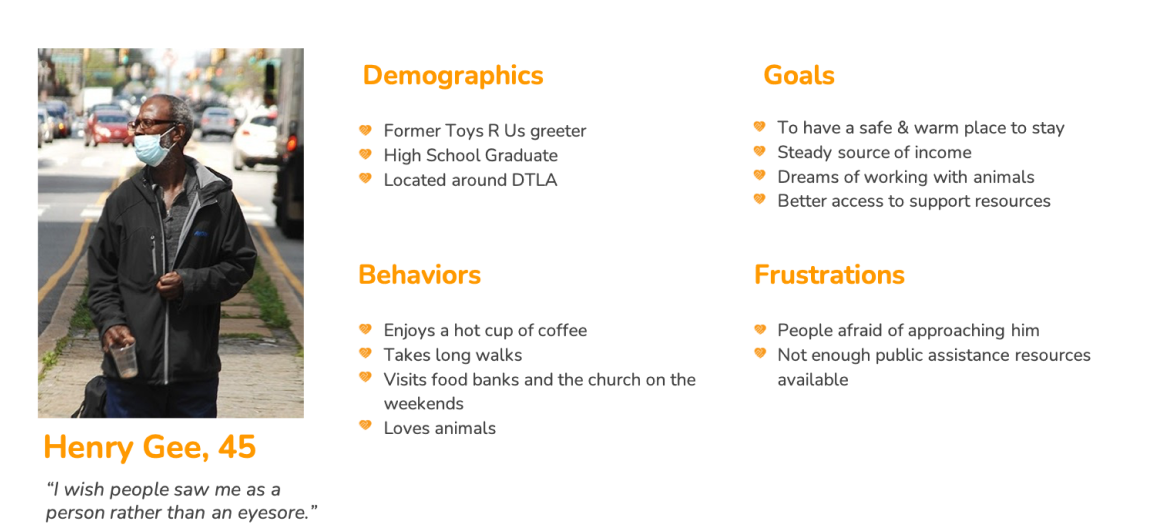 Demographics
Former Toys R Us greeter
High School Graduate
Located around DTLA
Goals
To have a safe & warm place to stay
Steady source of income
Dreams of working with animals
Better access to support resources
Behaviors
Enjoys a hot cup of coffee
Takes long walks
Visits food banks and the church on the
weekends
Loves animals
Frustrations
People afraid of approaching him
Not enough public assistance resources
available
Henry Gee, 45
“I wish people saw me as a
person rather than an eyesore.”